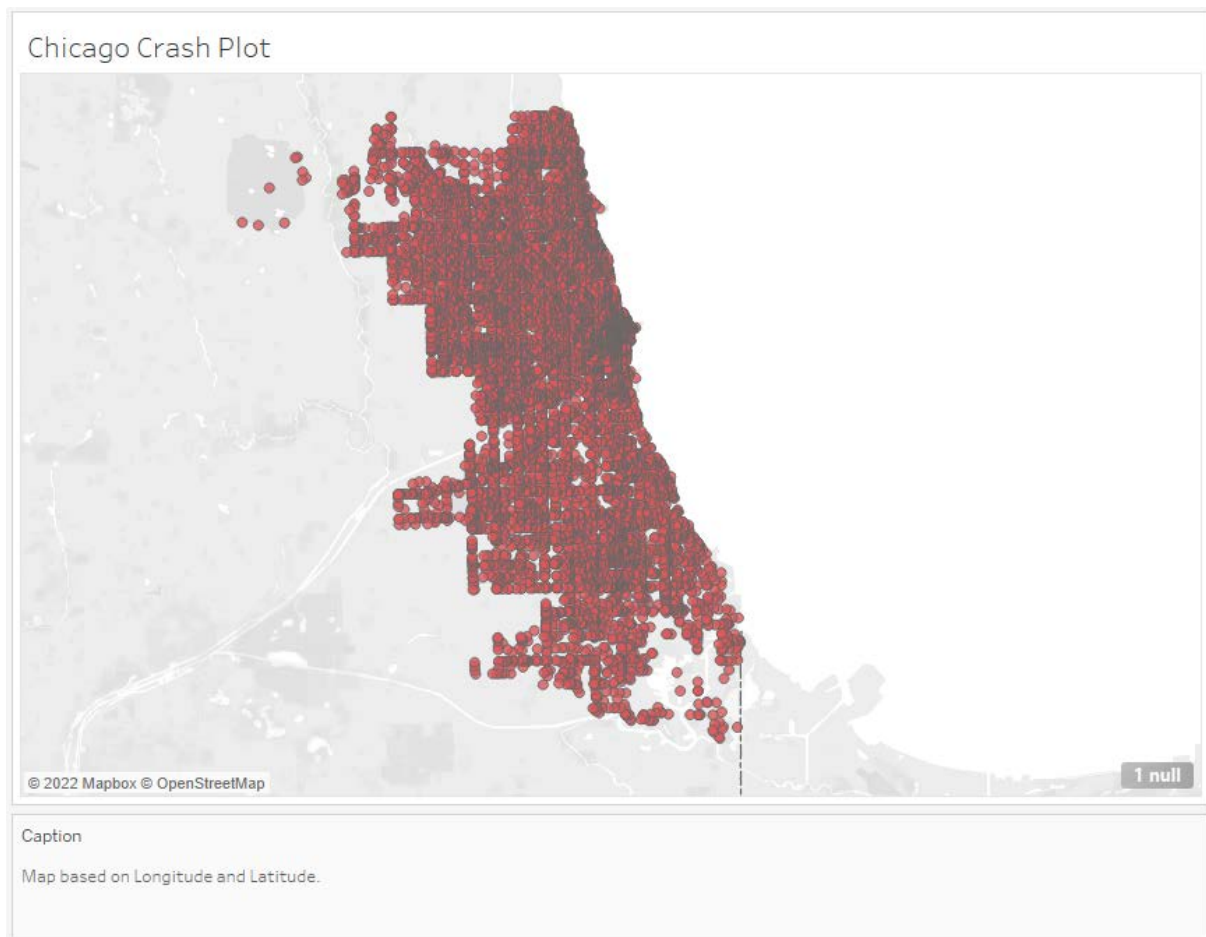 Chicago Crash Plot
© 2022 Mapbox © OpenStreetMap
1 null
Caption
Map based on Longitude and Latitude.